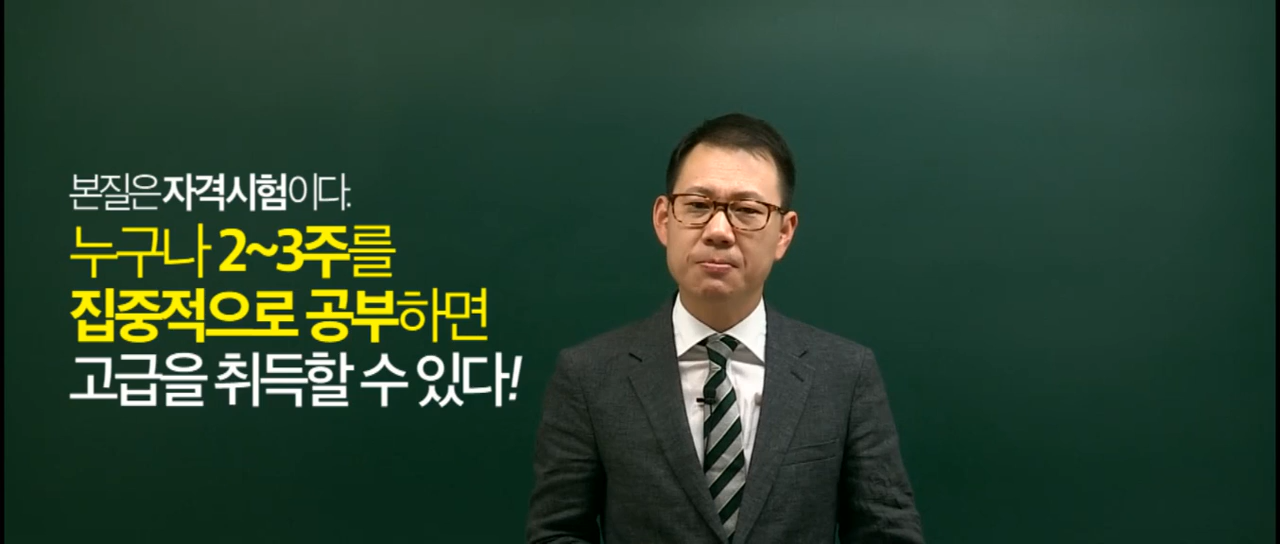 본질은 자격시험이다.
누구나 2~3주를
집중적으로 공부하면
고급을 취득할 수 있다!